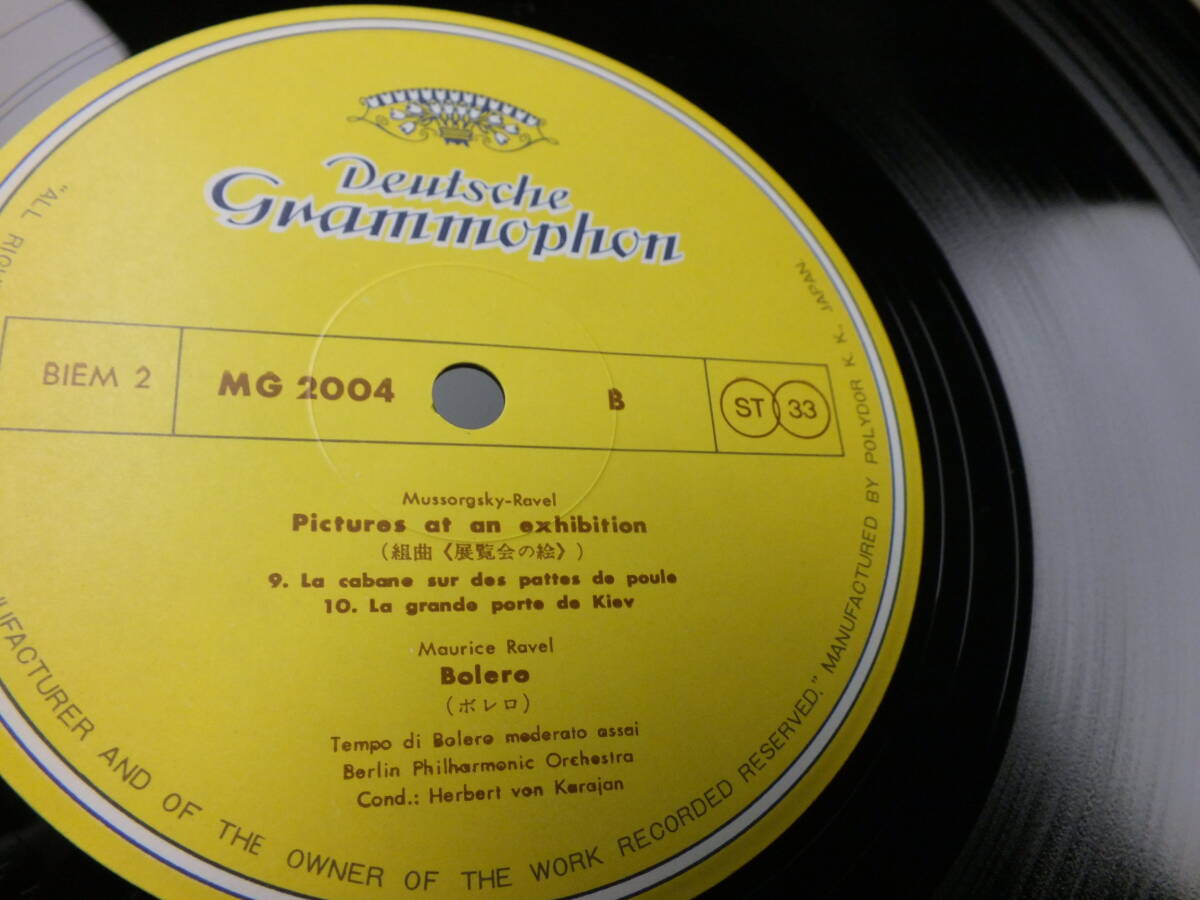 Deutsche
Grammophon
BIEM 2
MG 2004
B
ST 33
Mussorgsky-Ravel
Pictures at an exhibition
(組曲《展覧会の絵》)
9. La cabane sur des pattes de poule
10. La grande porte de Kiev
Maurice Ravel
Bolero
(ボレロ)
Tempo di Bolero moderato assai
Berlin Philharmonic Orchestra
Cond.: Herbert von Karajan
"ALL
AND OF THE OWNER OF THE WORK RECORDED RESERVED." MANUFACTURED BY POLYDOR K. K. JAPAN.